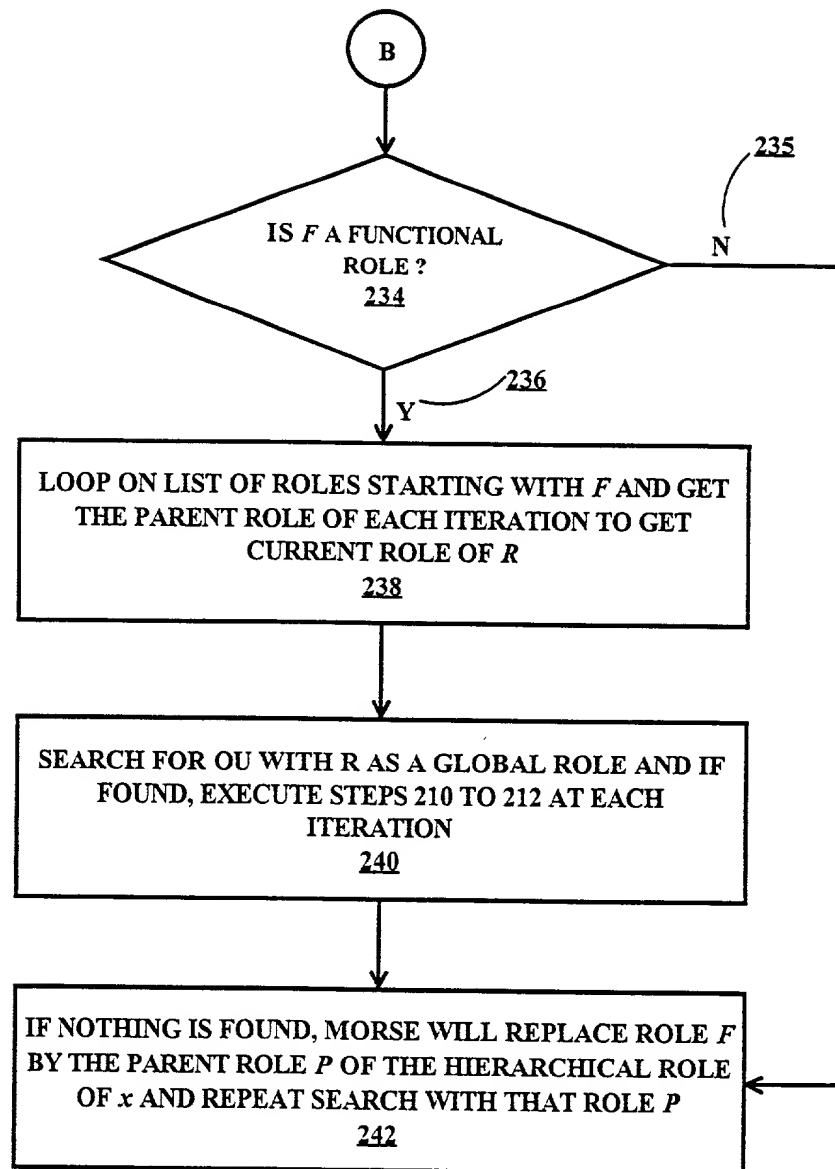 B
235
IS F A FUNCTIONAL
N
ROLE ?
234
236
Y
LOOP ON LIST OF ROLES STARTING WITH F AND GET
THE PARENT ROLE OF EACH ITERATION TO GET
CURRENT ROLE OF R
238
SEARCH FOR OU WITH R AS A GLOBAL ROLE AND IF
FOUND, EXECUTE STEPS 210 TO 212 AT EACH
ITERATION
240
IF NOTHING IS FOUND, MORSE WILL REPLACE ROLE F
BY THE PARENT ROLE P OF THE HIERARCHICAL ROLE
OF x AND REPEAT SEARCH WITH THAT ROLE P
242